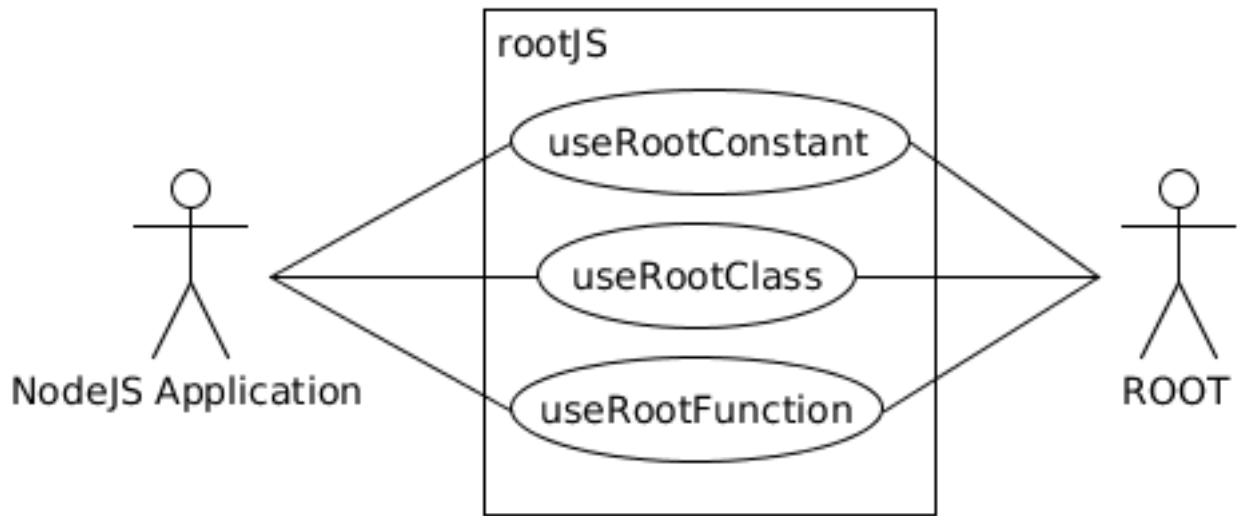 rootJS
useRootConstant
useRootClass
useRootFunction
NodeJS Application
ROOT